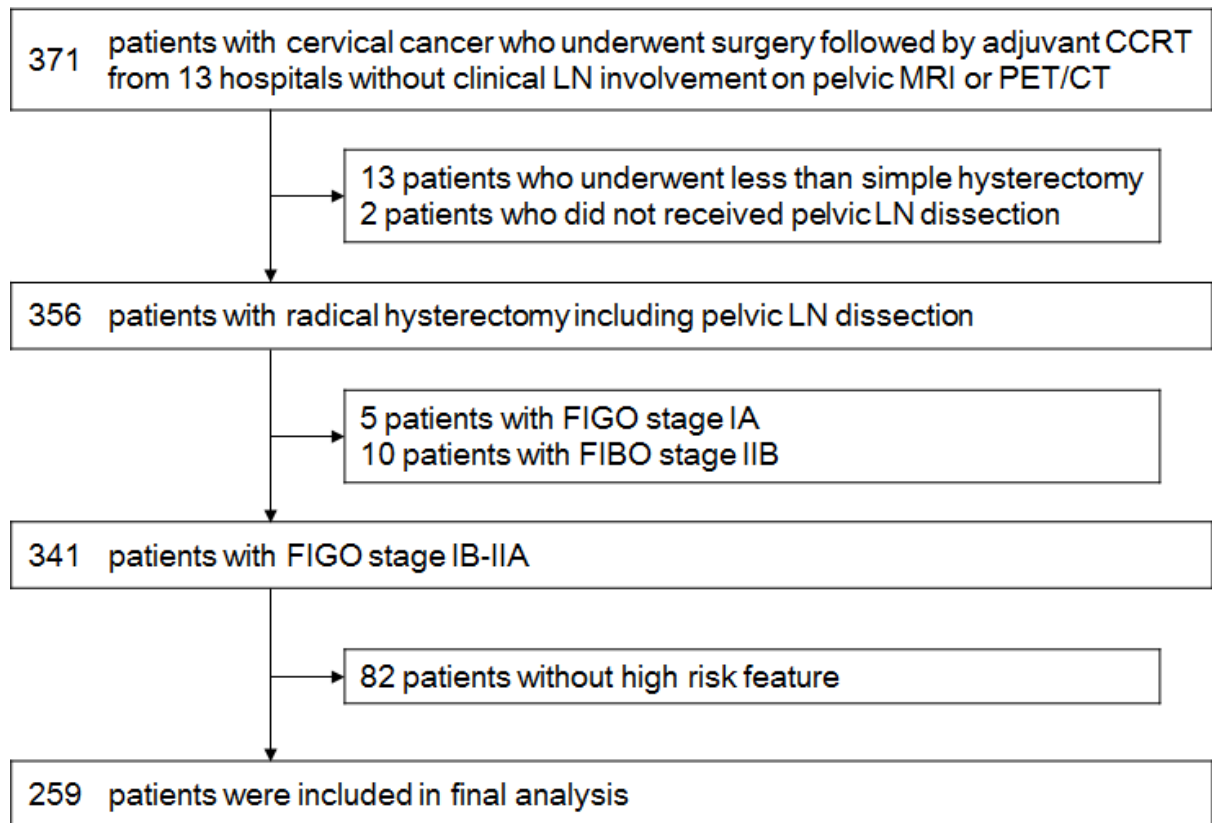 371 patients with cervical cancer who underwent surgery followed by adjuvant CCRT
from 13 hospitals without clinical LN involvement on pelvic MRI or PET/CT
13 patients who underwent less than simple hysterectomy
2 patients who did not received pelvic LN dissection
356 patients with radical hysterectomy including pelvic LN dissection
5 patients with FIGO stage IA
10 patients with FIBO stage IIB
341 patients with FIGO stage IB-IIA
82 patients without high risk feature
259 patients were included in final analysis